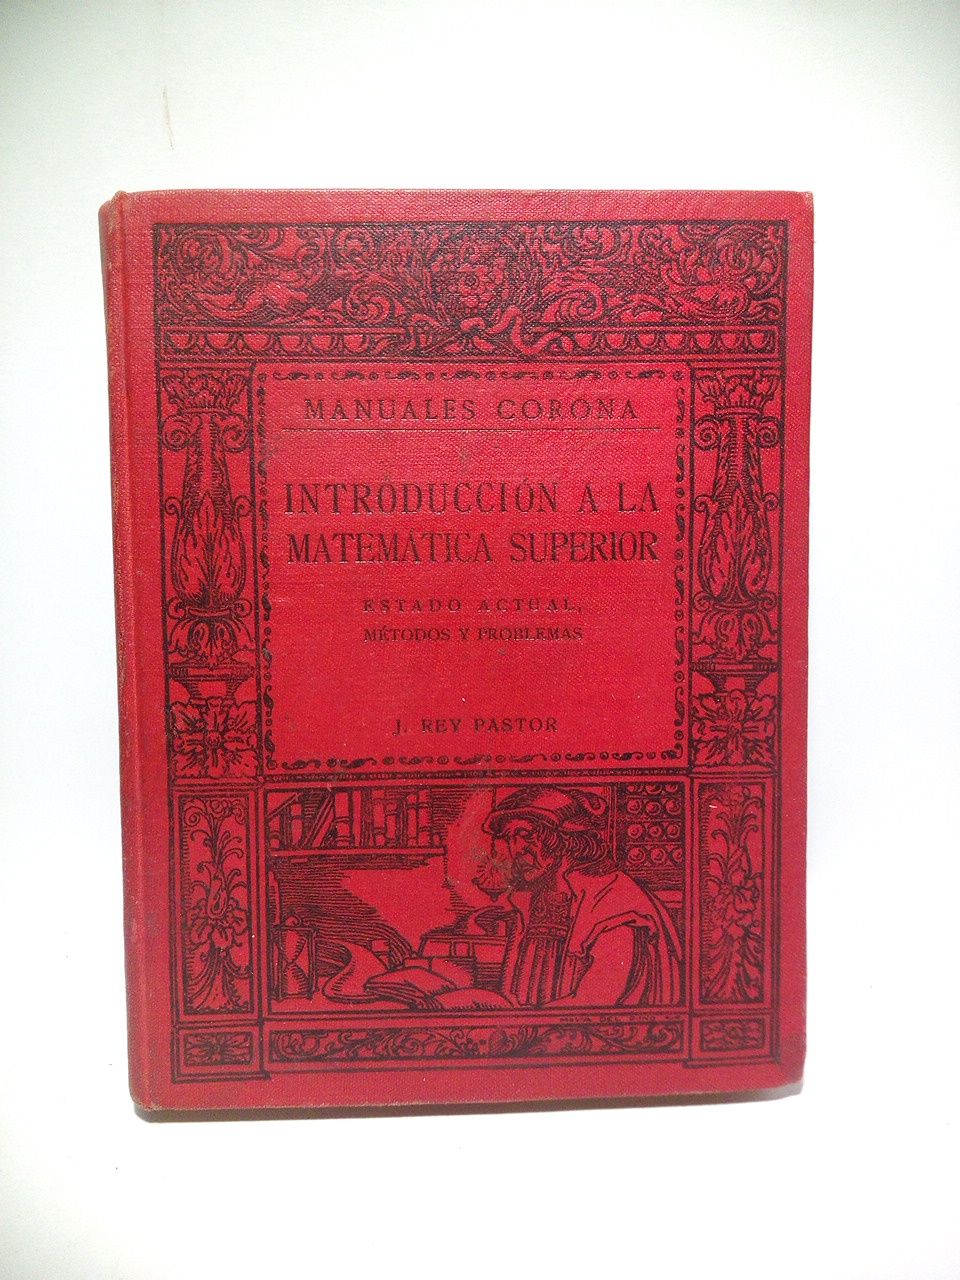 MANUALES CORONA
INTRODUCCIÓN A LA
MATEMÁTICA SUPERIOR
ESTADO ACTUAL,
MÉTODOS Y PROBLEMAS
J. REY PASTOR